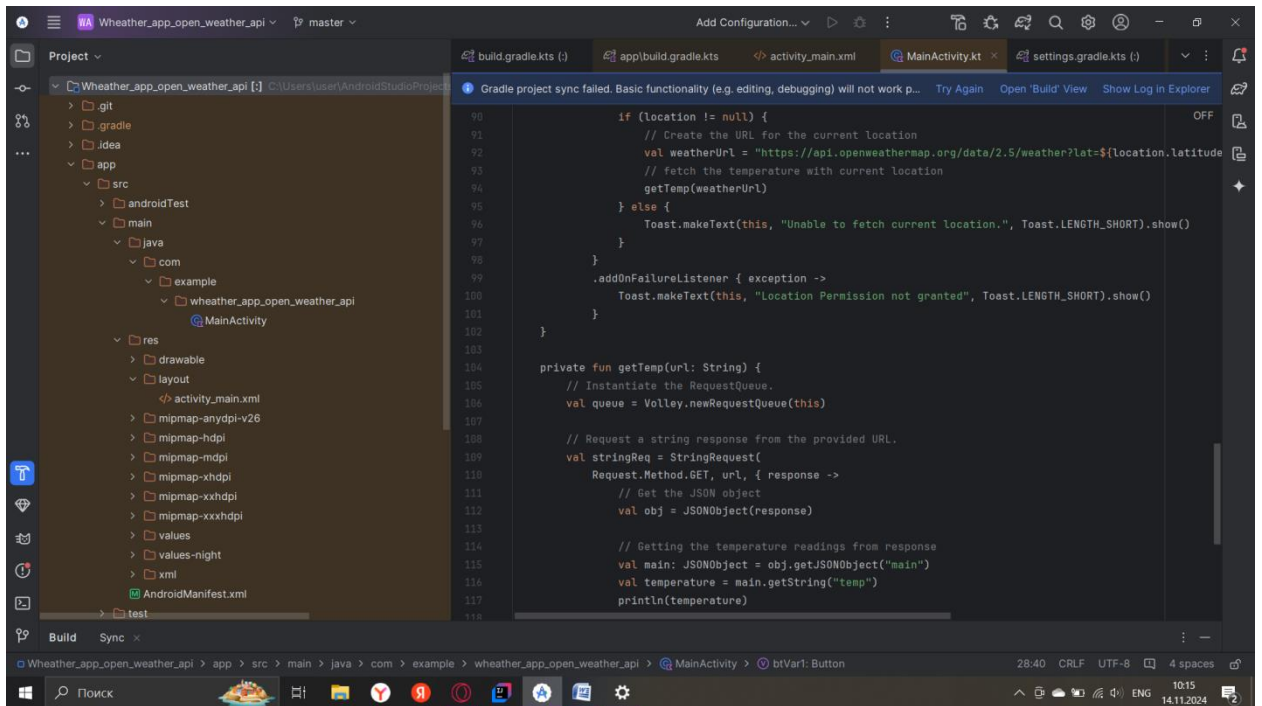 WA Wheather_app_open_weather_api master Add Configuration...
Project
build.gradle.kts (:) app\build.gradle.kts activity_main.xml MainActivity.kt settings.gradle.kts (:)
Wheather_app_open_weather_api [:] C:\Users\user\AndroidStudioProject
Gradle project sync failed. Basic functionality (e.g. editing, debugging) will not work p... Try Again Open 'Build' View Show Log in Explorer
.git
.gradle
.idea
app
src
androidTest
main
java
com
example
wheather_app_open_weather_api
MainActivity
res
drawable
layout
activity_main.xml
mipmap-anydpi-v26
mipmap-hdpi
mipmap-mdpi
mipmap-xhdpi
mipmap-xxhdpi
mipmap-xxxhdpi
values
values-night
xml
AndroidManifest.xml
test
OFF
90 if (location != null) {
91 // Create the URL for the current location
92 val weatherUrl = "https://api.openweathermap.org/data/2.5/weather?lat=${location.latitude
93 // fetch the temperature with current location
94 getTemp(weatherUrl)
95 } else {
96 Toast.makeText(this, "Unable to fetch current location.", Toast.LENGTH_SHORT).show()
97 }
98 }
99 .addOnFailureListener { exception ->
100 Toast.makeText(this, "Location Permission not granted", Toast.LENGTH_SHORT).show()
101 }
102 }
103
104 private fun getTemp(url: String) {
105 // Instantiate the RequestQueue.
106 val queue = Volley.newRequestQueue(this)
107
108 // Request a string response from the provided URL.
109 val stringReq = StringRequest(
110 Request.Method.GET, url, { response ->
111 // Get the JSON object
112 val obj = JSONObject(response)
113
114 // Getting the temperature readings from response
115 val main: JSONObject = obj.getJSONObject("main")
116 val temperature = main.getString("temp")
117 println(temperature)
118
Build Sync
Wheather_app_open_weather_api > app > src > main > java > com > example > wheather_app_open_weather_api > MainActivity > btVar1: Button 28:40 CRLF UTF-8 4 spaces
Поиск ENG 10:15
14.11.2024
2